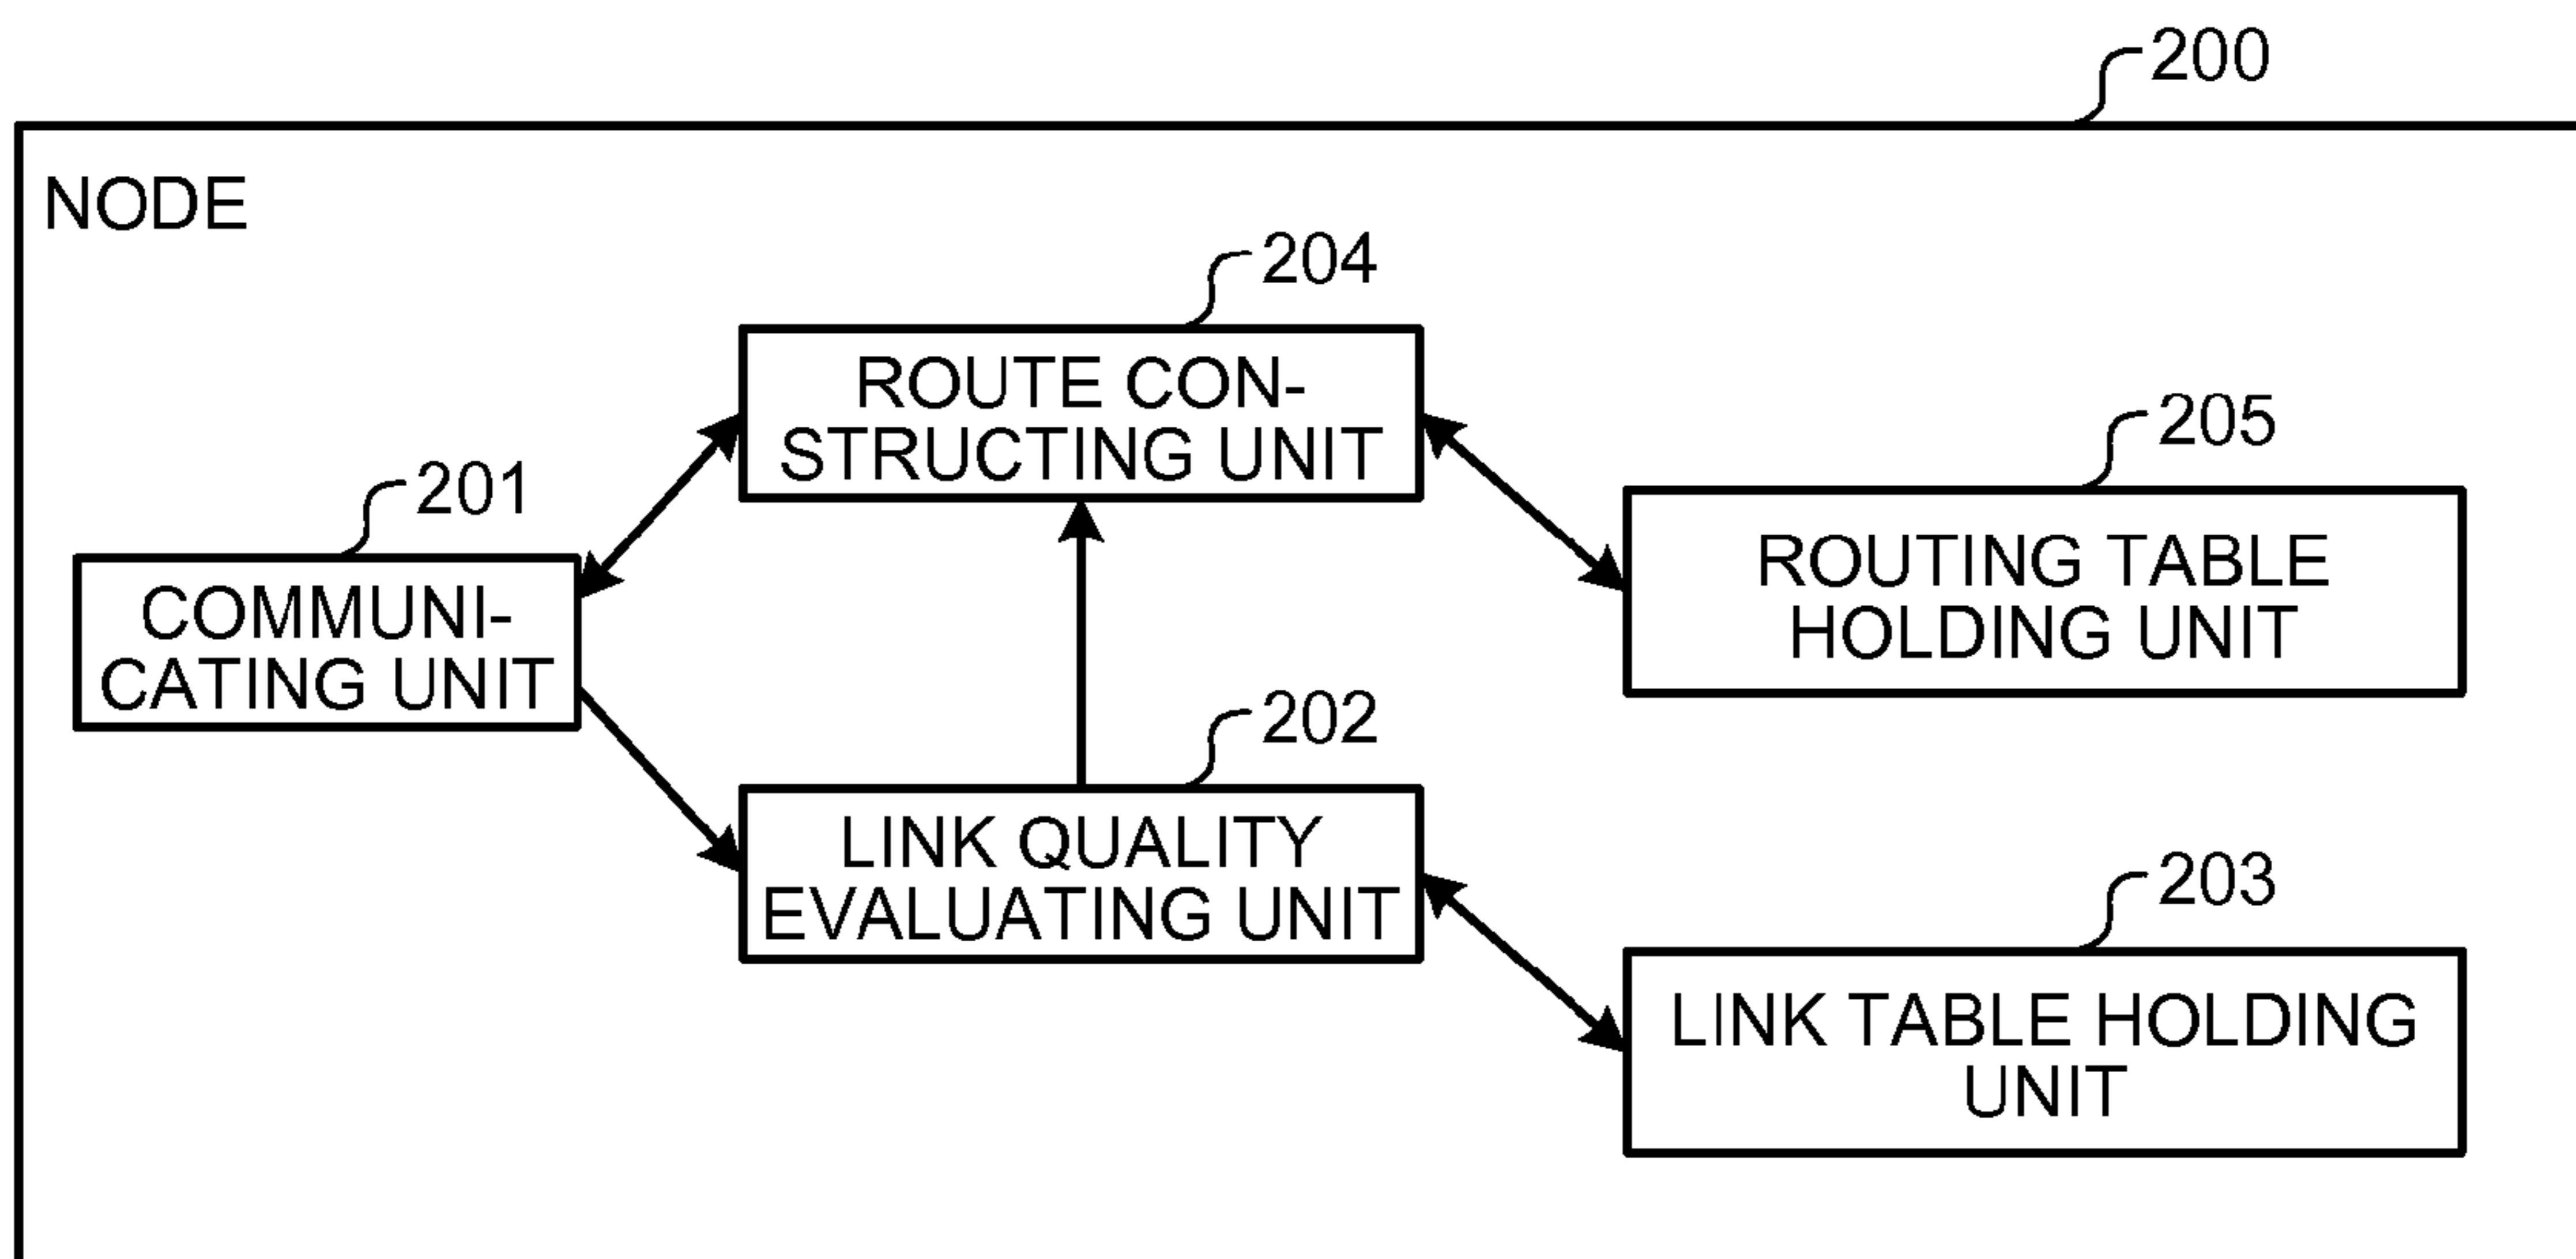 200
NODE
204
ROUTE CON-
STRUCTING UNIT
205
ROUTING TABLE
HOLDING UNIT
201
COMMUNI-
CATING UNIT
202
LINK QUALITY
EVALUATING UNIT
203
LINK TABLE HOLDING
UNIT